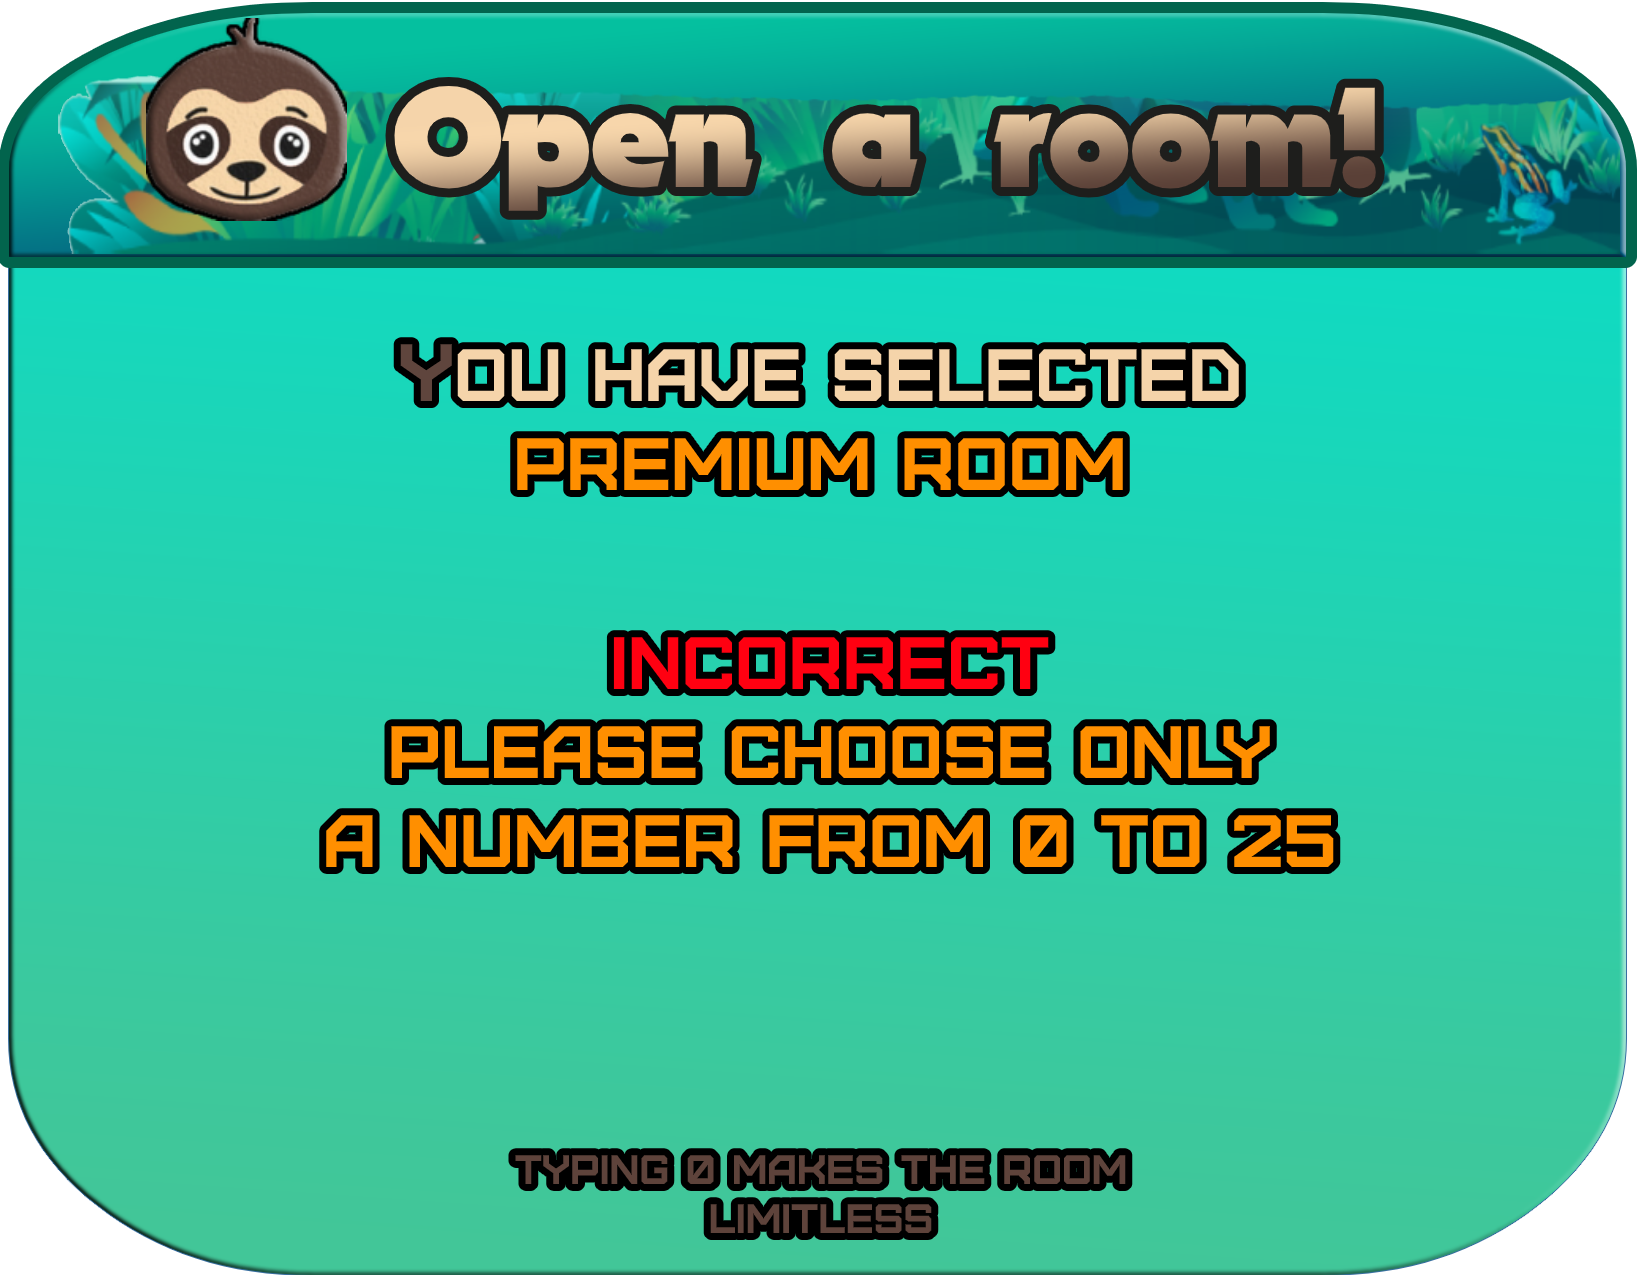 Open a room!
YOU HAVE SELECTED
PREMIUM ROOM
INCORRECT
PLEASE CHOOSE ONLY
A NUMBER FROM 0 TO 25
TYPING 0 MAKES THE ROOM
LIMITLESS